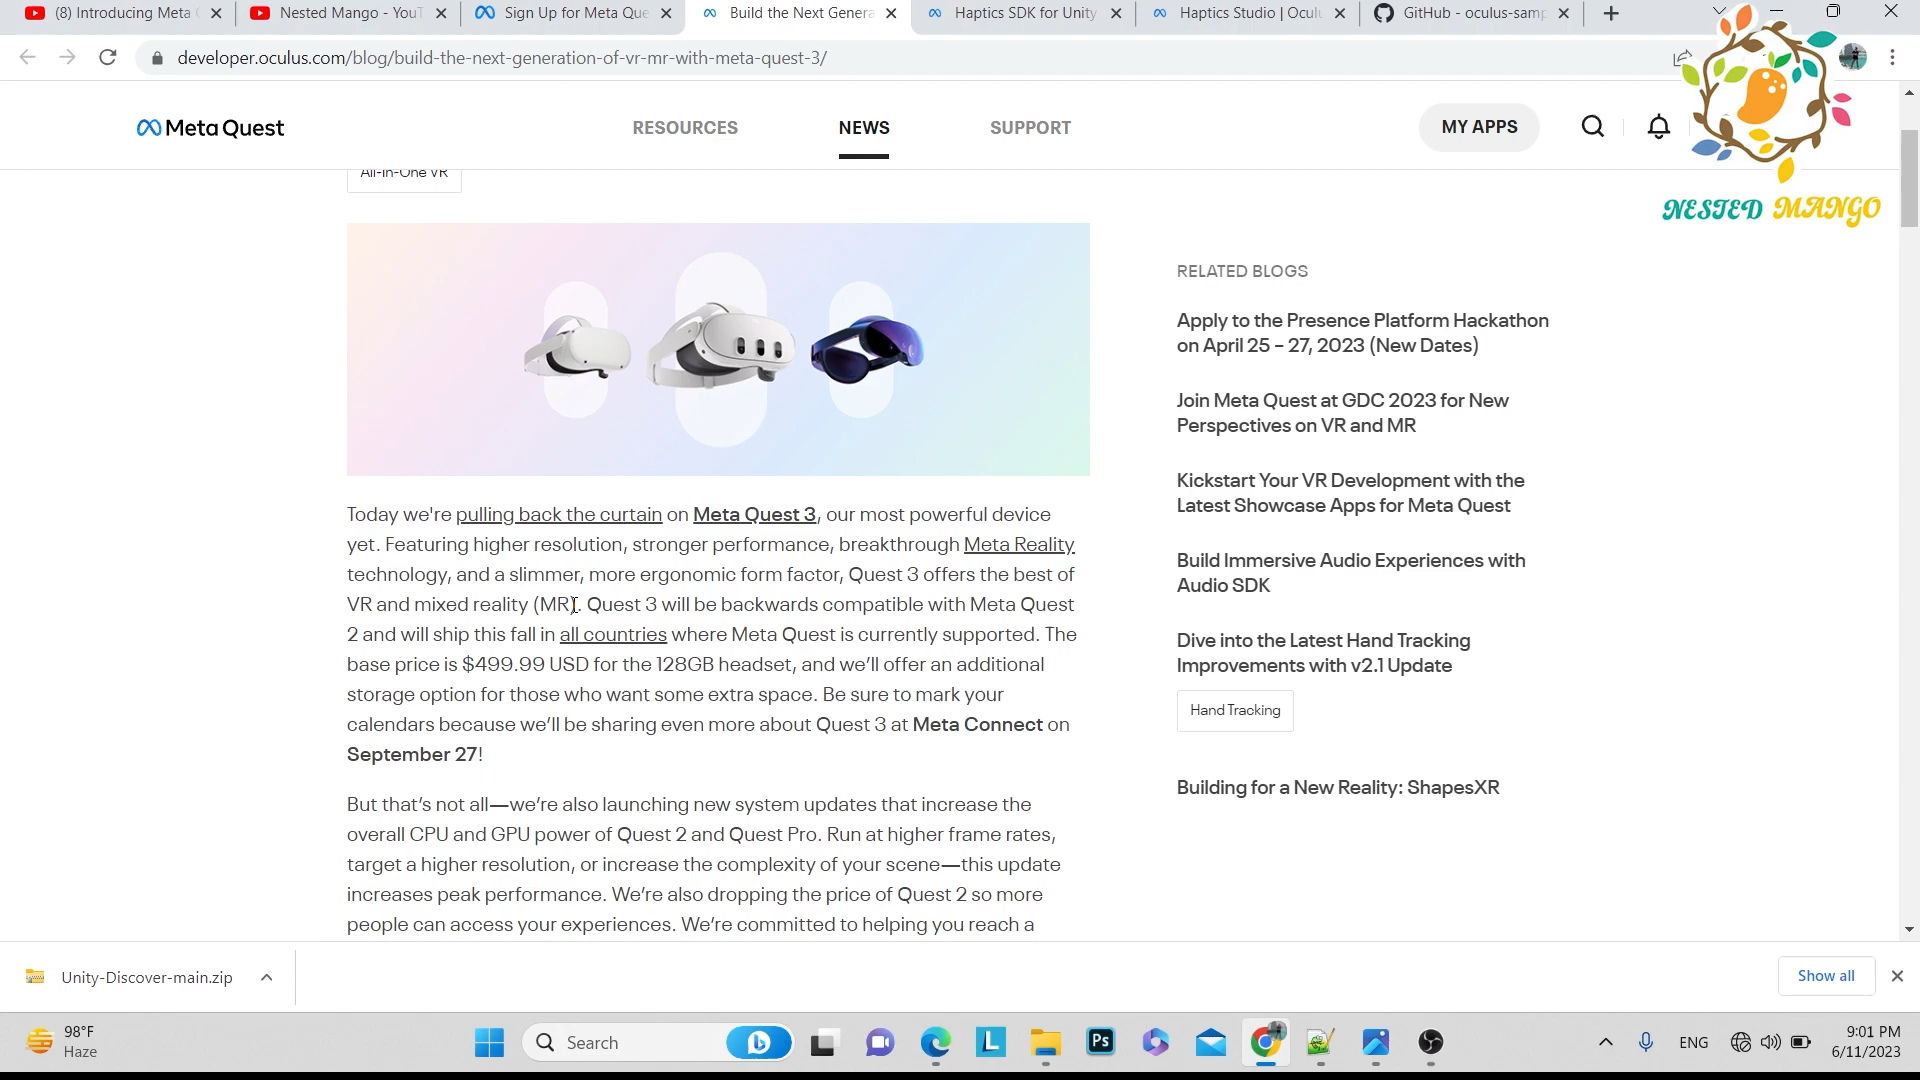 (8) Introducing Meta
Nested Mango - YouT
Sign Up for Meta Que
Build the Next Genera
Haptics SDK for Unity
Haptics Studio | Ocul
GitHub - oculus-samp
developer.oculus.com/blog/build-the-next-generation-of-vr-mr-with-meta-quest-3/
Meta Quest
RESOURCES
NEWS
SUPPORT
MY APPS
NESTED MANGO
All-In-One VR
Today we're pulling back the curtain on Meta Quest 3, our most powerful device
yet. Featuring higher resolution, stronger performance, breakthrough Meta Reality
technology, and a slimmer, more ergonomic form factor, Quest 3 offers the best of
VR and mixed reality (MR). Quest 3 will be backwards compatible with Meta Quest
2 and will ship this fall in all countries where Meta Quest is currently supported. The
base price is $499.99 USD for the 128GB headset, and we’ll offer an additional
storage option for those who want some extra space. Be sure to mark your
calendars because we’ll be sharing even more about Quest 3 at Meta Connect on
September 27!
But that’s not all—we’re also launching new system updates that increase the
overall CPU and GPU power of Quest 2 and Quest Pro. Run at higher frame rates,
target a higher resolution, or increase the complexity of your scene—this update
increases peak performance. We’re also dropping the price of Quest 2 so more
people can access your experiences. We’re committed to helping you reach a
RELATED BLOGS
Apply to the Presence Platform Hackathon
on April 25 – 27, 2023 (New Dates)
Join Meta Quest at GDC 2023 for New
Perspectives on VR and MR
Kickstart Your VR Development with the
Latest Showcase Apps for Meta Quest
Build Immersive Audio Experiences with
Audio SDK
Dive into the Latest Hand Tracking
Improvements with v2.1 Update
Hand Tracking
Building for a New Reality: ShapesXR
Unity-Discover-main.zip
Show all
98°F
Haze
Search
L
Ps
ENG
9:01 PM
6/11/2023